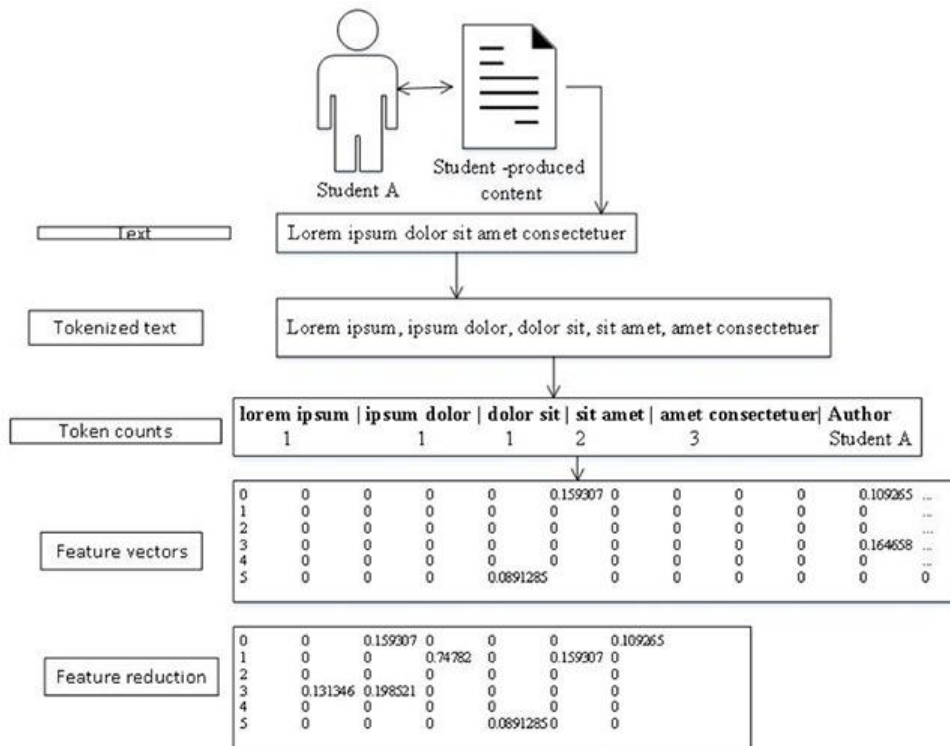 Student A
Student -produced
content
Text
Lorem ipsum dolor sit amet consectetuer
Tokenized text
Lorem ipsum, ipsum dolor, dolor sit, sit amet, amet consectetuer
Token counts
lorem ipsum | ipsum dolor | dolor sit | sit amet | amet consectetuer| Author
1 1 1 2 3 Student A
Feature vectors
0 0 0 0 0 0.159307 0 0 0 0 0.109265 ...
1 0 0 0 0 0 0 0 0 0 0 ...
2 0 0 0 0 0 0 0 0 0 0 ...
3 0 0 0 0 0 0 0 0 0 0.164658 ...
4 0 0 0 0 0 0 0 0 0 0 ...
5 0 0 0 0.0891285 0 0 0 0 0 0
Feature reduction
0 0 0.159307 0 0 0 0.109265
1 0 0 0.74782 0 0.159307 0
2 0 0 0 0 0 0
3 0.131346 0.198521 0 0 0 0
4 0 0 0 0 0 0
5 0 0 0 0.0891285 0 0